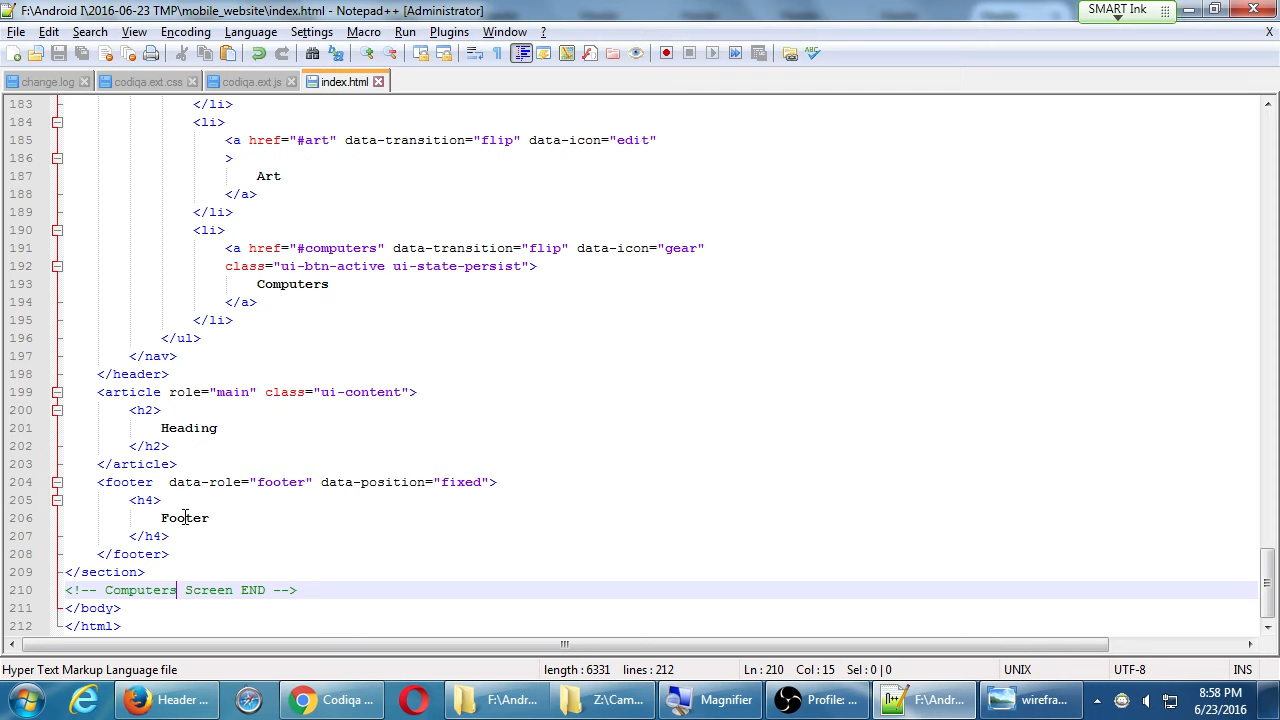 F:\Android I\2016-06-23 TMP\mobile_website\index.html - Notepad++ [Administrator]
SMART Ink
File Edit Search View Encoding Language Settings Macro Run Plugins Window ? X
change.log codiqa.ext.css codiqa.ext.js index.html
183 </li>
184 <li>
185 <a href="#art" data-transition="flip" data-icon="edit"
186 >
187 Art
188 </a>
189 </li>
190 <li>
191 <a href="#computers" data-transition="flip" data-icon="gear"
192 class="ui-btn-active ui-state-persist">
193 Computers
194 </a>
195 </li>
196 </ul>
197 </nav>
198 </header>
199 <article role="main" class="ui-content">
200 <h2>
201 Heading
202 </h2>
203 </article>
204 <footer  data-role="footer" data-position="fixed">
205 <h4>
206 Footer
207 </h4>
208 </footer>
209 </section>
210 <!-- Computers Screen END -->
211 </body>
212 </html>
Hyper Text Markup Language file length : 6331 lines : 212 Ln : 210 Col : 15 Sel : 0 | 0 UNIX UTF-8 INS
Header ... Codiqa ... F:\Andr... Z:\Cam... Magnifier Profile: ... F:\Andr... wirefra... 8:58 PM
6/23/2016